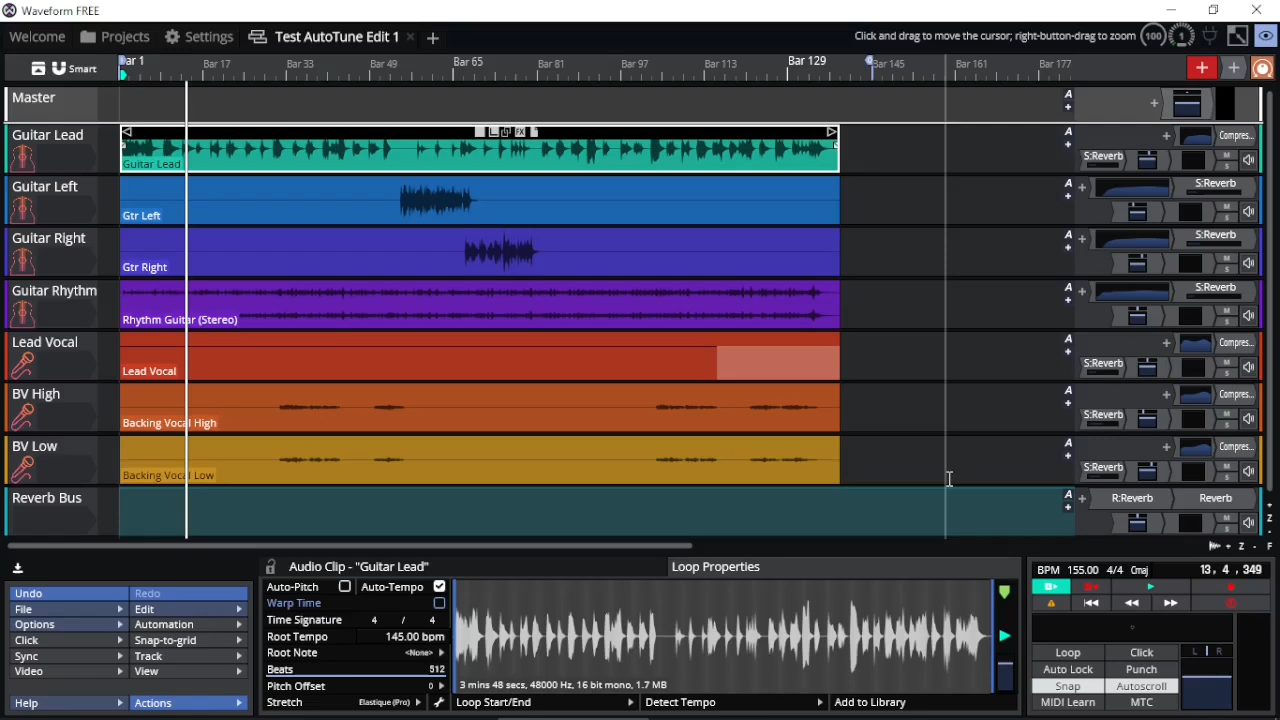 Waveform FREE
Welcome
Projects
Settings
Test AutoTune Edit 1
Click and drag to move the cursor; right-button-drag to zoom
100
1
Smart
Bar 1
Bar 17
Bar 33
Bar 49
Bar 65
Bar 81
Bar 97
Bar 113
Bar 129
Bar 145
Bar 161
Bar 177
Master
A
Guitar Lead
FX
Guitar Lead
A
Compres...
S:Reverb
M
S
Guitar Left
Gtr Left
A
S:Reverb
M
S
Guitar Right
Gtr Right
A
S:Reverb
M
S
Guitar Rhythm
Rhythm Guitar (Stereo)
A
S:Reverb
M
S
Lead Vocal
Lead Vocal
A
Compres...
S:Reverb
M
S
BV High
Backing Vocal High
A
Compres...
S:Reverb
M
S
BV Low
Backing Vocal Low
A
Compres...
S:Reverb
M
S
Reverb Bus
A
R:Reverb
Reverb
M
S
Z
Z
F
Undo
Redo
File
Edit
Options
Automation
Click
Snap-to-grid
Sync
Track
Video
View
Help
Actions
Audio Clip - "Guitar Lead"
Loop Properties
Auto-Pitch
Auto-Tempo
Warp Time
Time Signature 4 / 4
Root Tempo 145.00 bpm
Root Note <None>
Beats 512
Pitch Offset 0
Stretch Elastique (Pro)
3 mins 48 secs, 48000 Hz, 16 bit mono, 1.7 MB
Loop Start/End
Detect Tempo
Add to Library
BPM 155.00 4/4 Cmaj 13, 4 , 349
Loop
Click
Auto Lock
Punch
Snap
Autoscroll
MIDI Learn
MTC
L
R